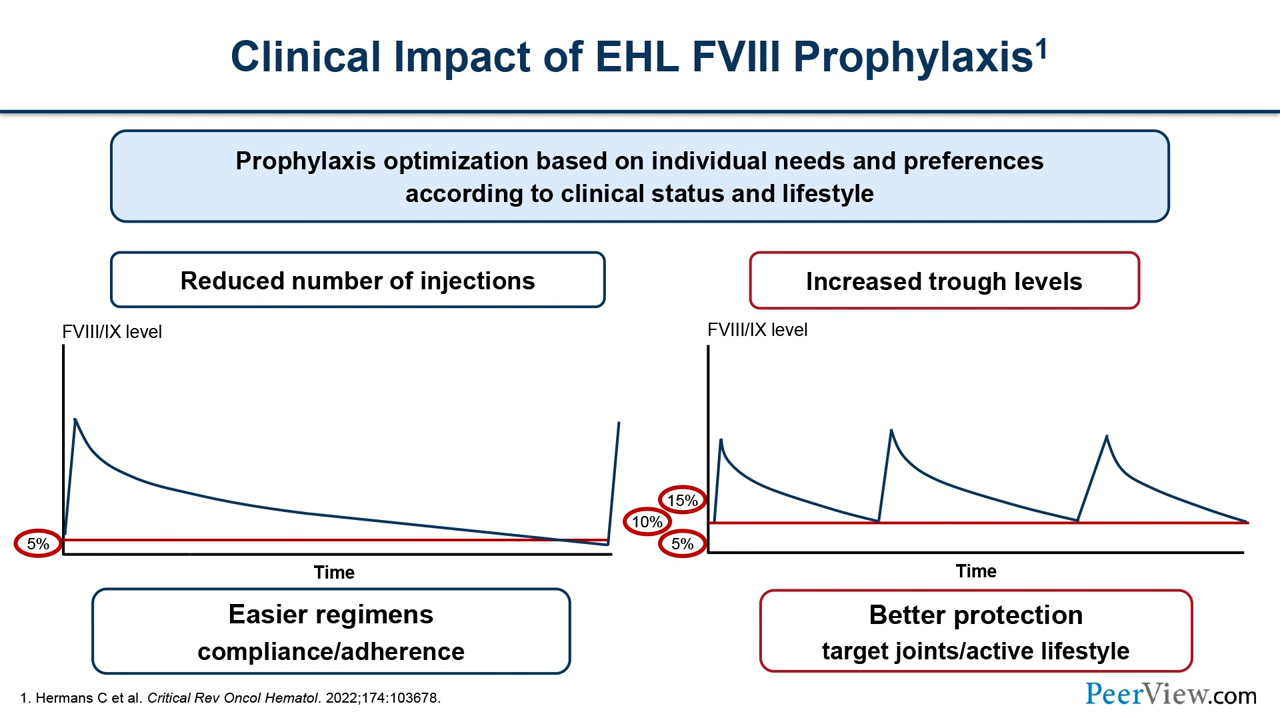 Clinical Impact of EHL FVIII Prophylaxis1
Prophylaxis optimization based on individual needs and preferences
according to clinical status and lifestyle
Reduced number of injections
FVIII/IX level
5%
Time
Easier regimens
compliance/adherence
Increased trough levels
FVIII/IX level
15%
10%
5%
Time
Better protection
target joints/active lifestyle
1. Hermans C et al. Critical Rev Oncol Hematol. 2022;174:103678.
PeerView.com